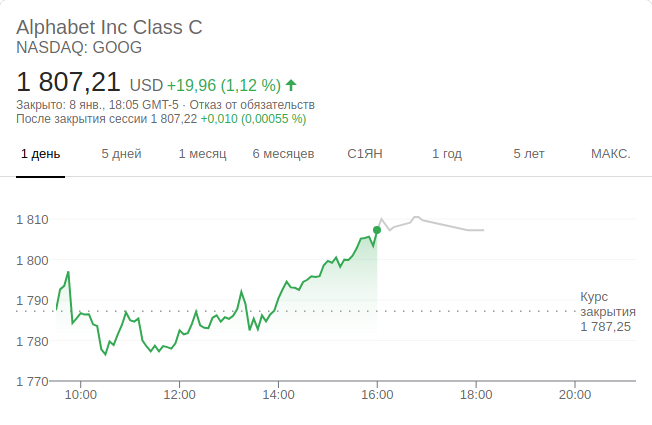 Alphabet Inc Class C
NASDAQ: GOOG
1 807,21 USD +19,96 (1,12 %)
Закрыто: 8 янв., 18:05 GMT-5 · Отказ от обязательств
После закрытия сессии 1 807,22 +0,010 (0,00055 %)
1 день 5 дней 1 месяц 6 месяцев С1ЯН 1 год 5 лет МАКС.
1 810
1 800
1 790
1 780
1 770
Курс
закрытия
1 787,25
10:00 12:00 14:00 16:00 18:00 20:00